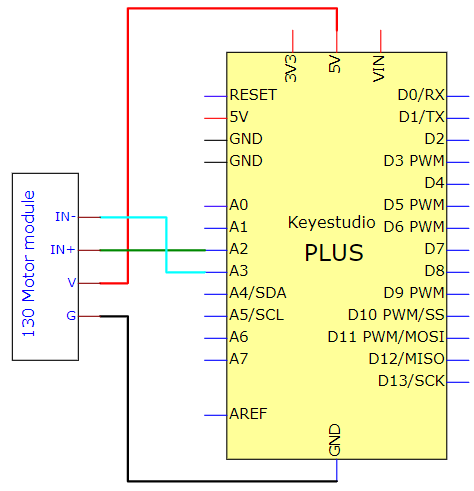 3V3
5V
VIN
RESET
5V
GND
GND
A0
A1
A2
A3
A4/SDA
A5/SCL
A6
A7
AREF
Keyestudio
PLUS
D0/RX
D1/TX
D2
D3 PWM
D4
D5 PWM
D6 PWM
D7
D8
D9 PWM
D10 PWM/SS
D11 PWM/MOSI
D12/MISO
D13/SCK
GND
130 Motor module
IN-
IN+
V
G